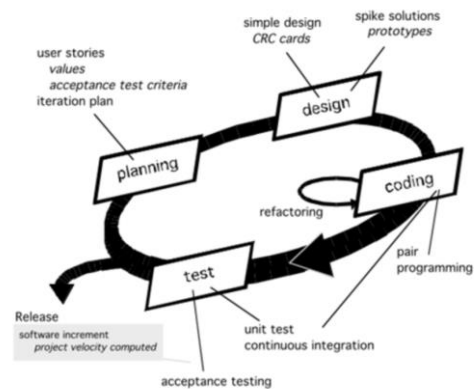 simple design
CRC cards
spike solutions
prototypes
user stories
values
acceptance test criteria
iteration plan
design
planning
coding
refactoring
pair
programming
test
Release
software increment
project velocity computed
unit test
continuous integration
acceptance testing